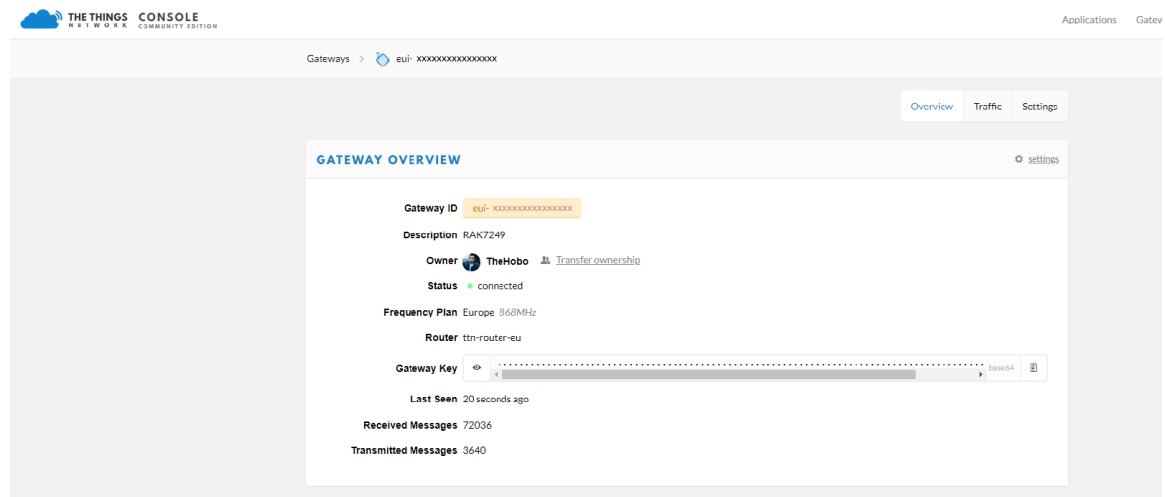 THE THINGS NETWORK CONSOLE COMMUNITY EDITION
Applications
Gateways > eui- xxxxxxxxxxxxxxxx
Overview Traffic Settings
GATEWAY OVERVIEW settings
Gateway ID eui- xxxxxxxxxxxxxxx
Description RAK7249
Owner TheHobo Transfer ownership
Status connected
Frequency Plan Europe 868MHz
Router ttn-router-eu
Gateway Key base64
Last Seen 20 seconds ago
Received Messages 72036
Transmitted Messages 3640